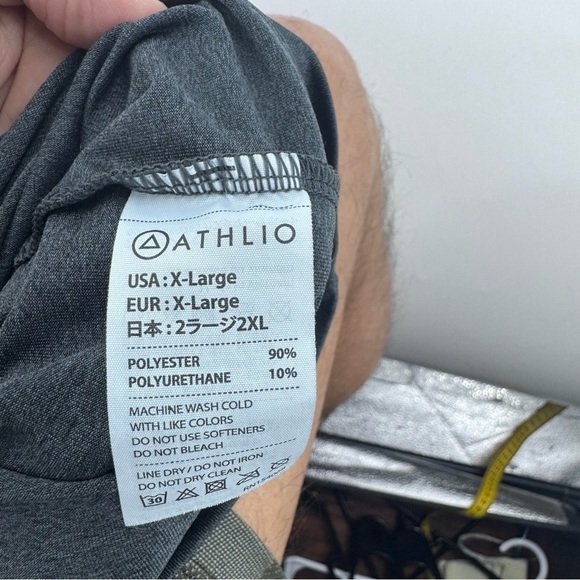 ATHLIO
USA : X-Large
EUR : X-Large
日本 : 2ラージ2XL
POLYESTER 90%
POLYURETHANE 10%
MACHINE WASH COLD
WITH LIKE COLORS
DO NOT USE SOFTENERS
DO NOT BLEACH
LINE DRY / DO NOT IRON
DO NOT DRY CLEAN
30